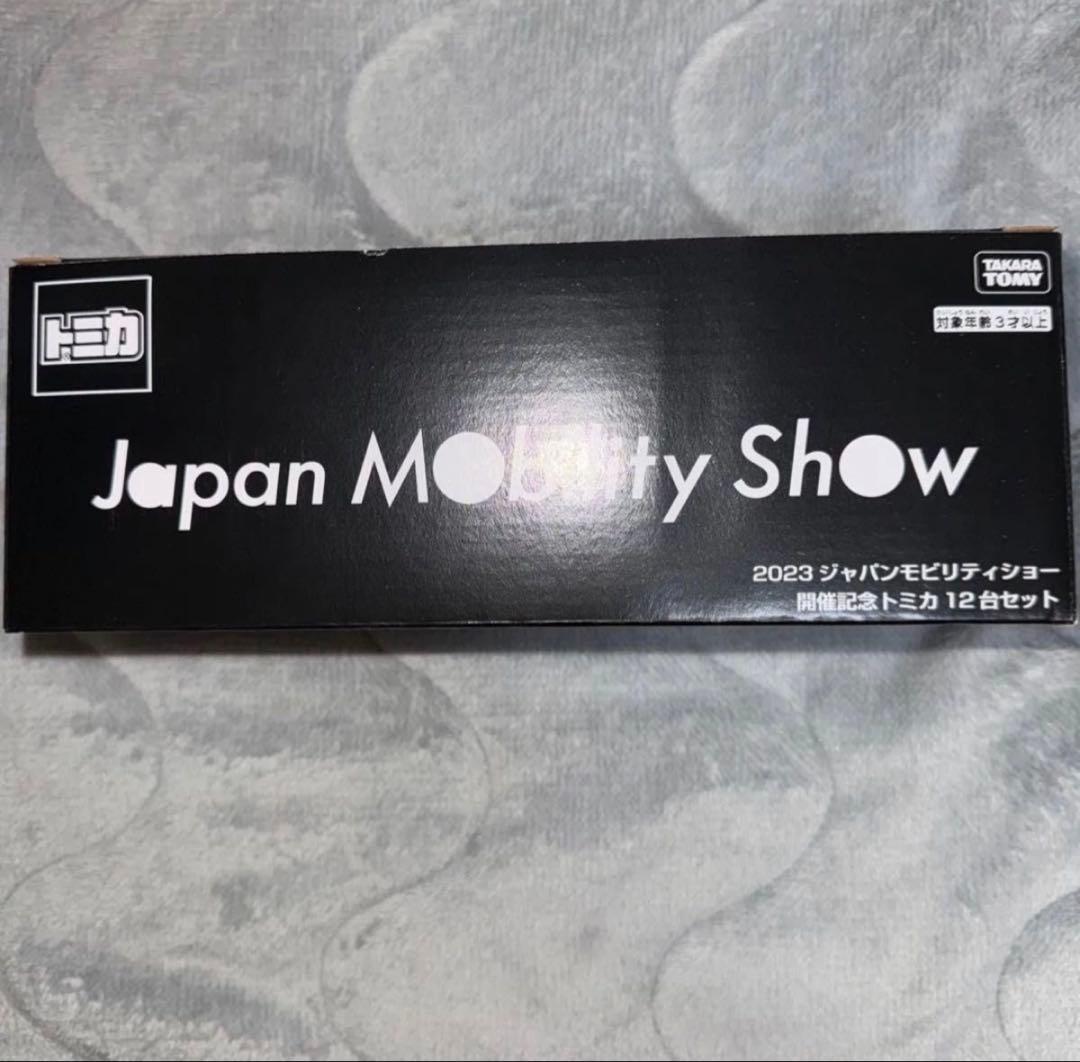 トミカ
TAKARA
TOMY
対象年齢3才以上
Japan Mobility Show
2023 ジャパンモビリティショー
開催記念トミカ 12台セット